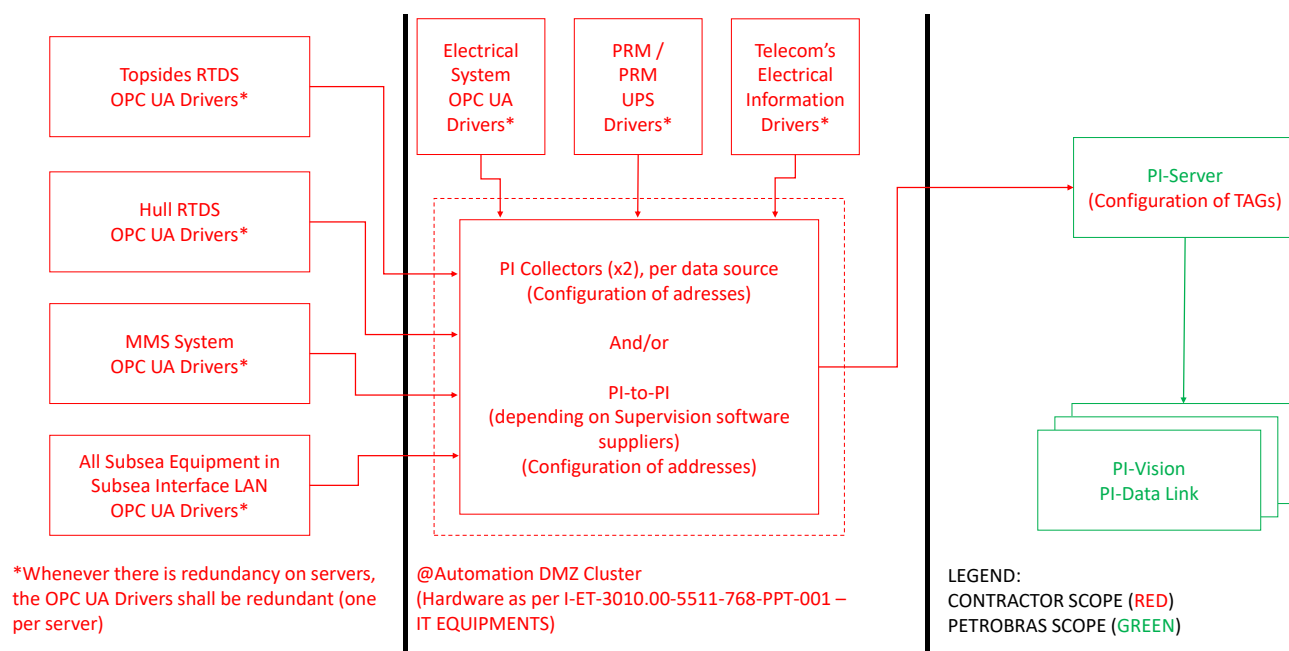 Topsides RTDS
OPC UA Drivers*
Hull RTDS
OPC UA Drivers*
MMS System
OPC UA Drivers*
All Subsea Equipment in
Subsea Interface LAN
OPC UA Drivers*
*Whenever there is redundancy on servers,
the OPC UA Drivers shall be redundant (one
per server)
Electrical
System
OPC UA
Drivers*
PRM /
PRM
UPS
Drivers*
Telecom’s
Electrical
Information
Drivers*
PI Collectors (x2), per data source
(Configuration of adresses)
And/or
PI-to-PI
(depending on Supervision software
suppliers)
(Configuration of addresses)
@Automation DMZ Cluster
(Hardware as per I-ET-3010.00-5511-768-PPT-001 –
IT EQUIPMENTS)
PI-Server
(Configuration of TAGs)
PI-Vision
PI-Data Link
LEGEND:
CONTRACTOR SCOPE (RED)
PETROBRAS SCOPE (GREEN)